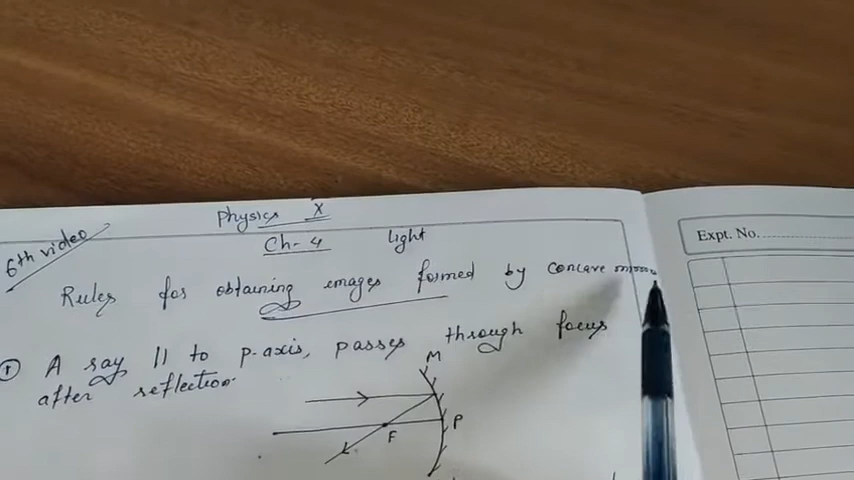 6th video
Physics X
Ch-4 light
Rules for obtaining images formed by concave mirror
① A ray || to p-axis, passes through focus
after reflection.
M
F
P
Expt. No.